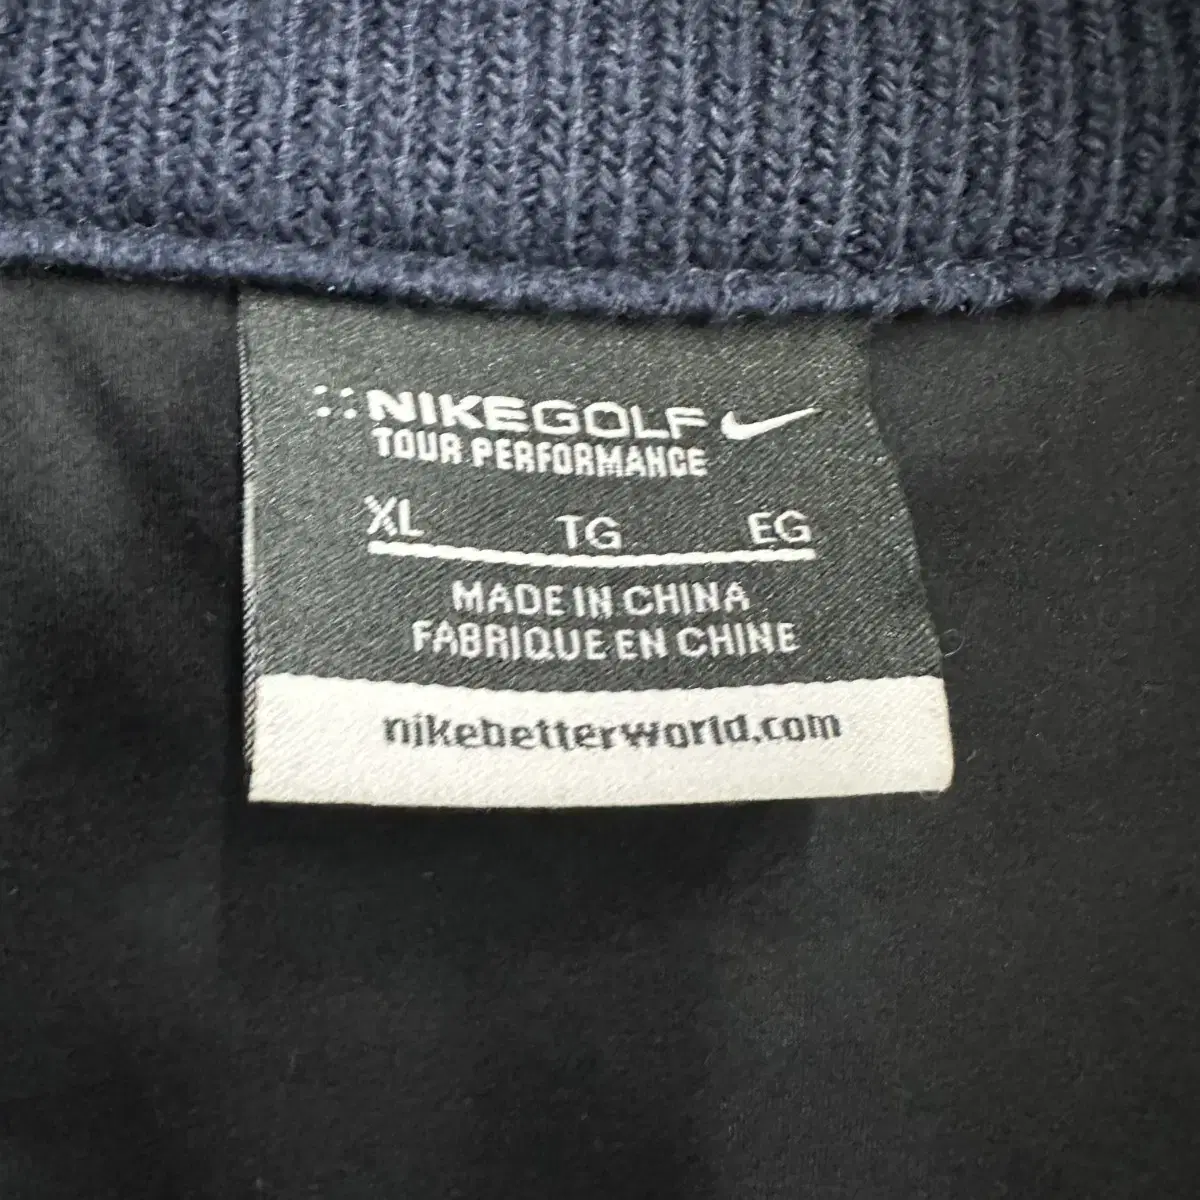 NIKEGOLF
TOUR PERFORMANCE
XL TG EG
MADE IN CHINA
FABRIQUE EN CHINE
nikebetterworld.com